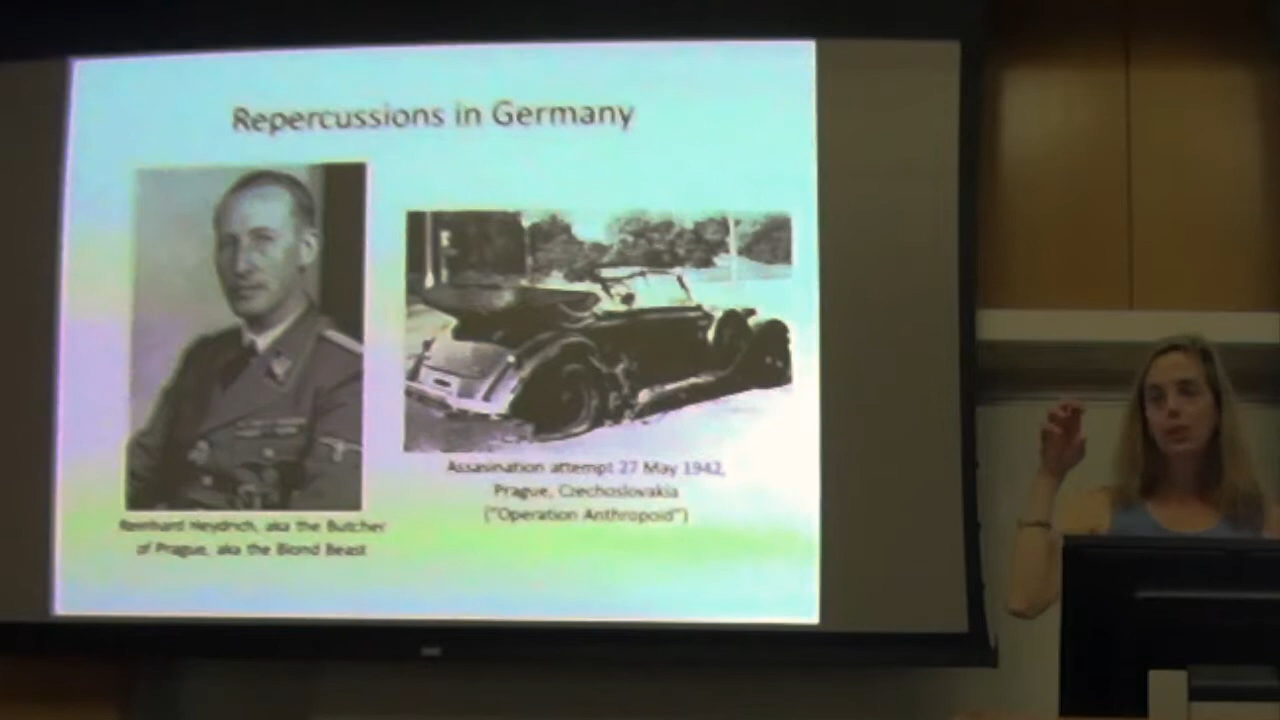 Repercussions in Germany
Reinhard Heydrich, aka the Butcher
of Prague, aka the Blond Beast
Assasination attempt 27 May 1942,
Prague, Czechoslovakia
("Operation Anthropoid")